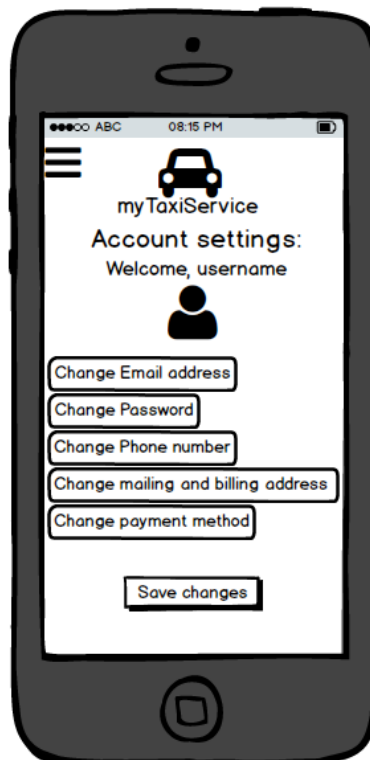 ABC 08:15 PM
myTaxiService
Account settings:
Welcome, username
Change Email address
Change Password
Change Phone number
Change mailing and billing address
Change payment method
Save changes